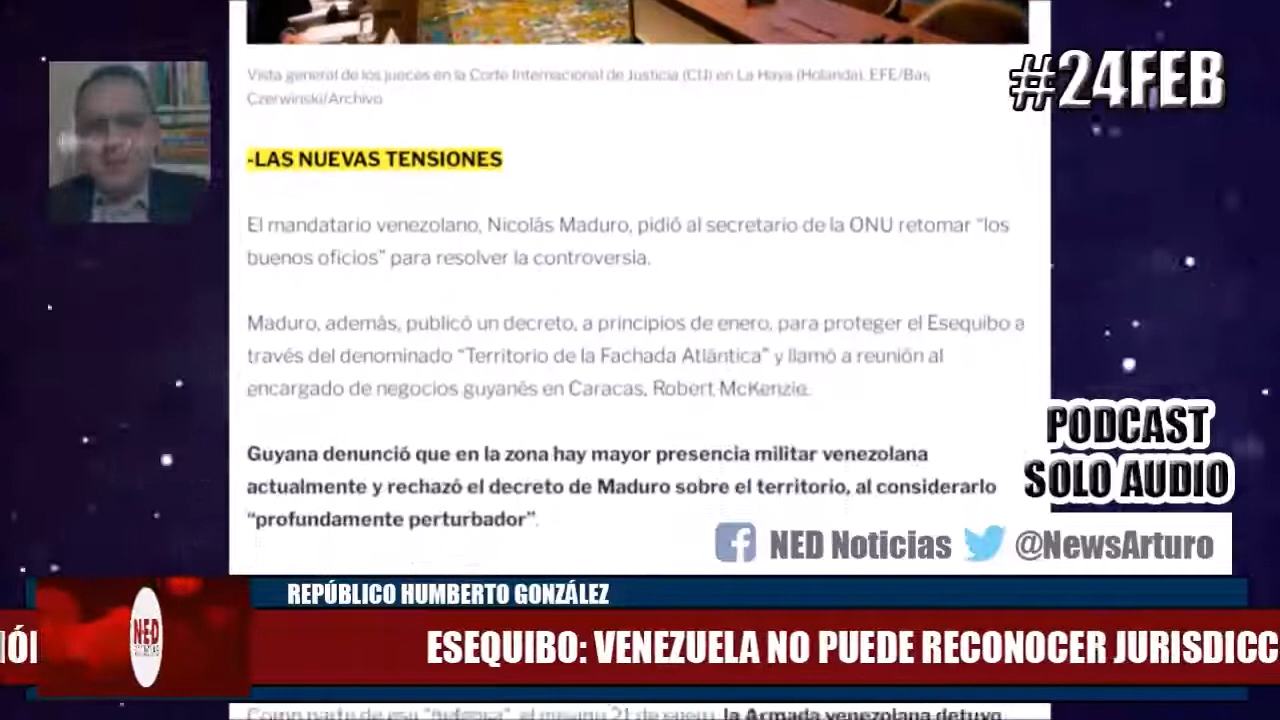 Vista general de los jueces en la Corte Internacional de Justicia (CIJ) en La Haya (Holanda). EFE/Bas
Czerwinski/Archivo
#24FEB
-LAS NUEVAS TENSIONES
El mandatario venezolano, Nicolás Maduro, pidió al secretario de la ONU retomar “los
buenos oficios” para resolver la controversia.
Maduro, además, publicó un decreto, a principios de enero, para proteger el Esequibo a
través del denominado “Territorio de la Fachada Atlántica” y llamó a reunión al
encargado de negocios guyanés en Caracas, Robert McKenzie.
Guyana denunció que en la zona hay mayor presencia militar venezolana
actualmente y rechazó el decreto de Maduro sobre el territorio, al considerarlo
“profundamente perturbador”.
PODCAST
SOLO AUDIO
NED Noticias @NewsArturo
REPÚBLICO HUMBERTO GONZÁLEZ
NED
ESEQUIBO: VENEZUELA NO PUEDE RECONOCER JURISDICC
la Armada venezolana detuvo